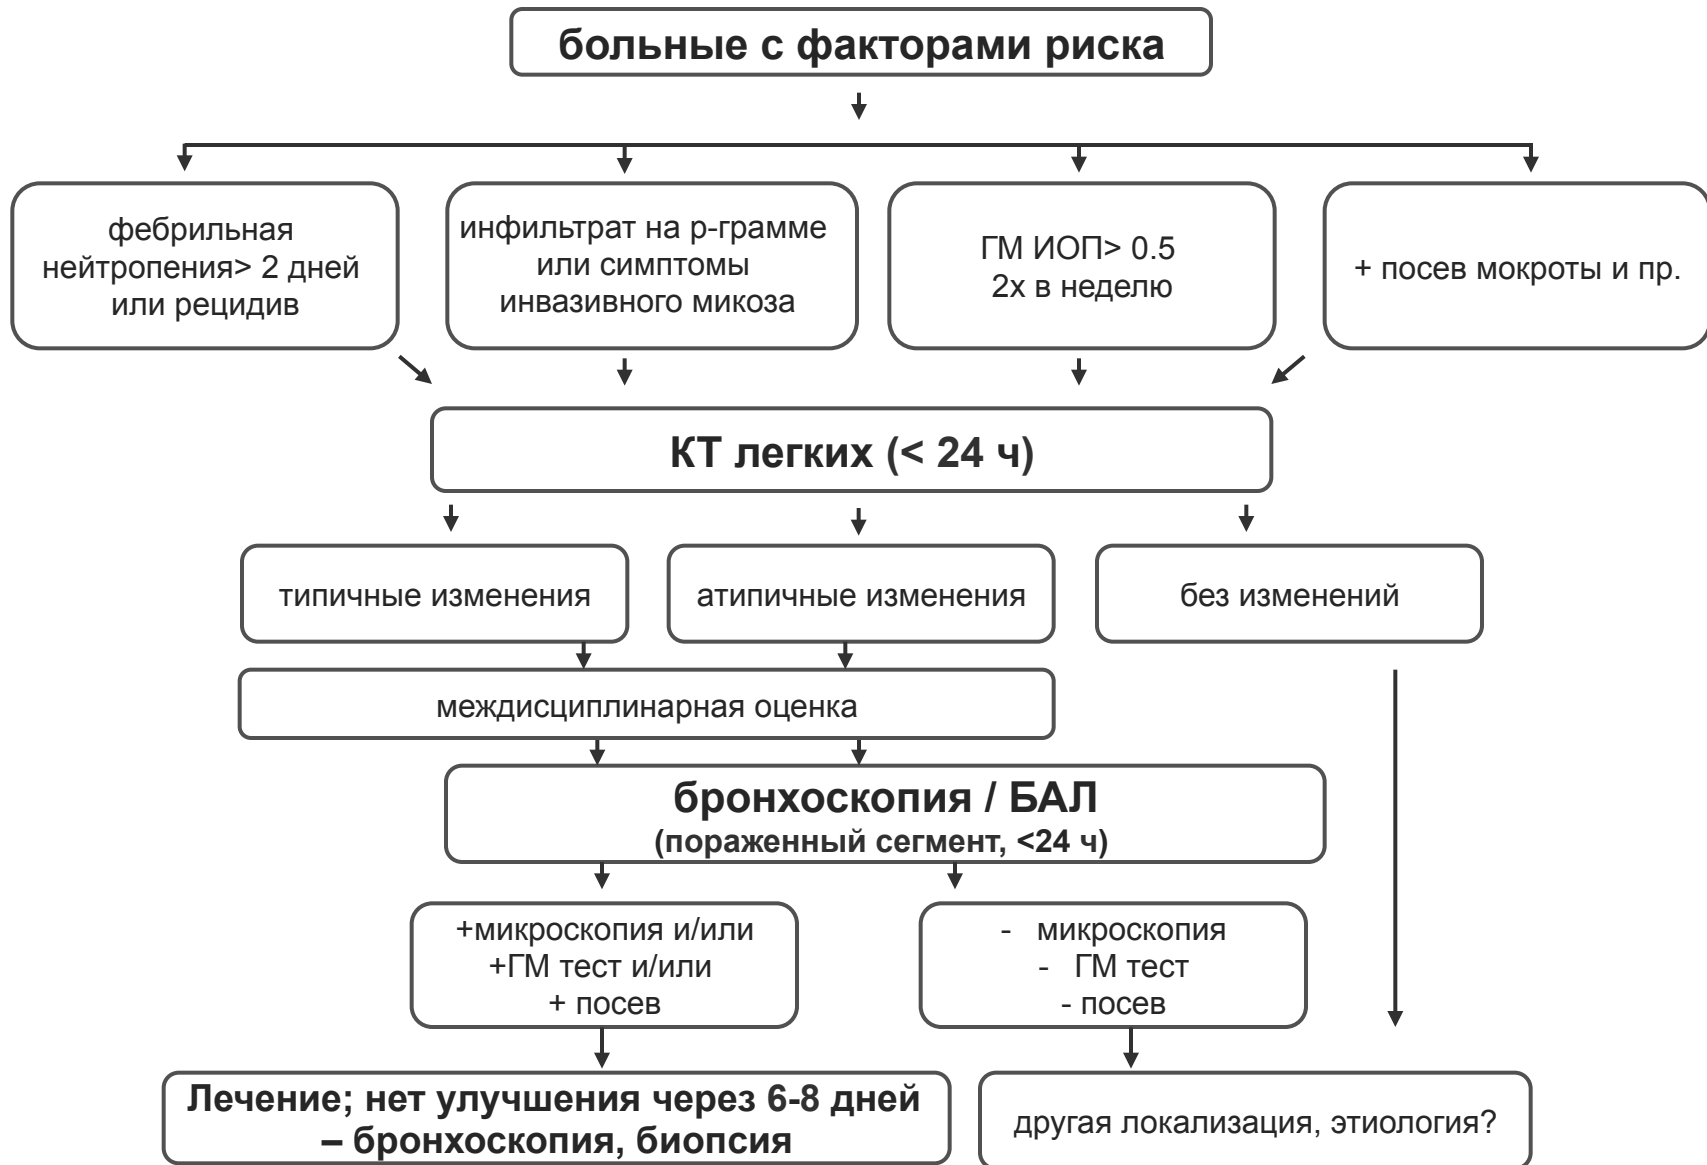 больные с факторами риска
фебрильная
нейтропения> 2 дней
или рецидив
инфильтрат на р-грамме
или симптомы
инвазивного микоза
ГМ ИОП> 0.5
2х в неделю
+ посев мокроты и пр.
КТ легких (< 24 ч)
типичные изменения
атипичные изменения
без изменений
междисциплинарная оценка
бронхоскопия / БАЛ
(пораженный сегмент, <24 ч)
+микроскопия и/или
+ГМ тест и/или
+ посев
- микроскопия
- ГМ тест
- посев
Лечение; нет улучшения через 6-8 дней
– бронхоскопия, биопсия
другая локализация, этиология?